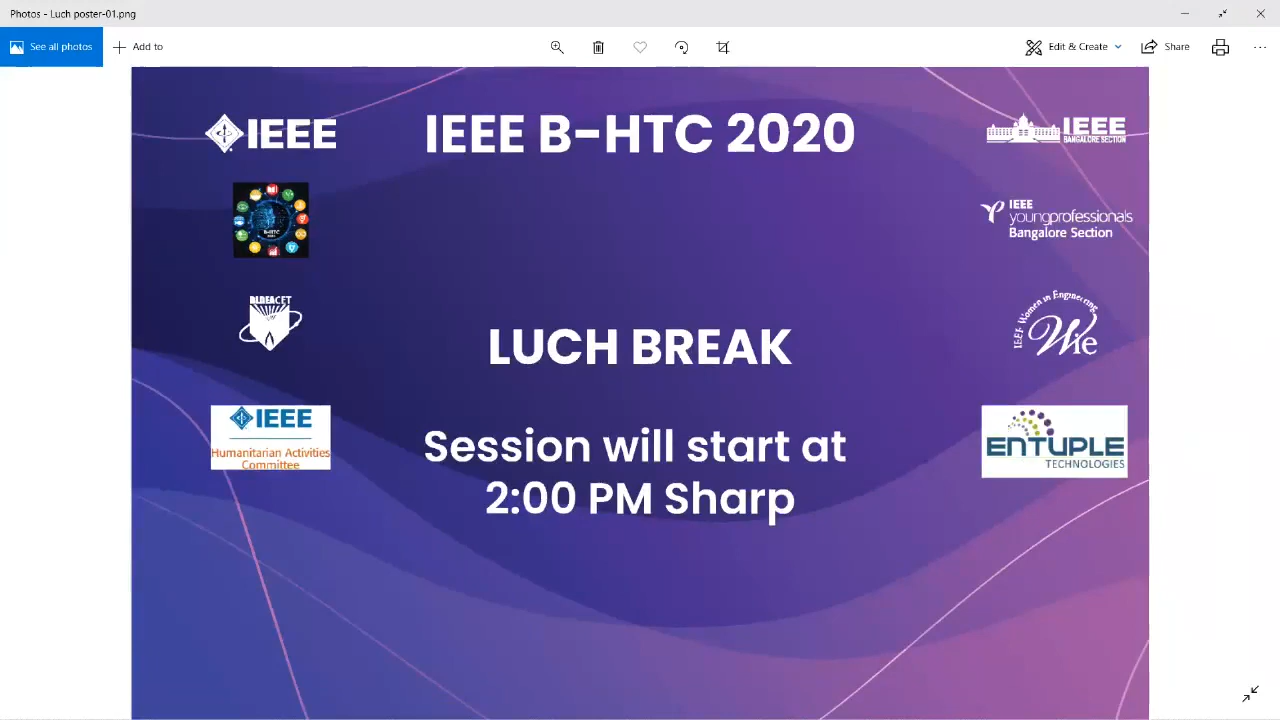 Photos - Luch poster-01.png
See all photos
Add to
Edit & Create
Share
IEEE
IEEE B-HTC 2020
IEEE
BANGALORE SECTION
B-HTC
IEEE
youngprofessionals
Bangalore Section
BLDEACET
LUCH BREAK
IEEE Women in Engineering
WIE
IEEE
Humanitarian Activities
Committee
Session will start at
2:00 PM Sharp
ENTUPLE
TECHNOLOGIES